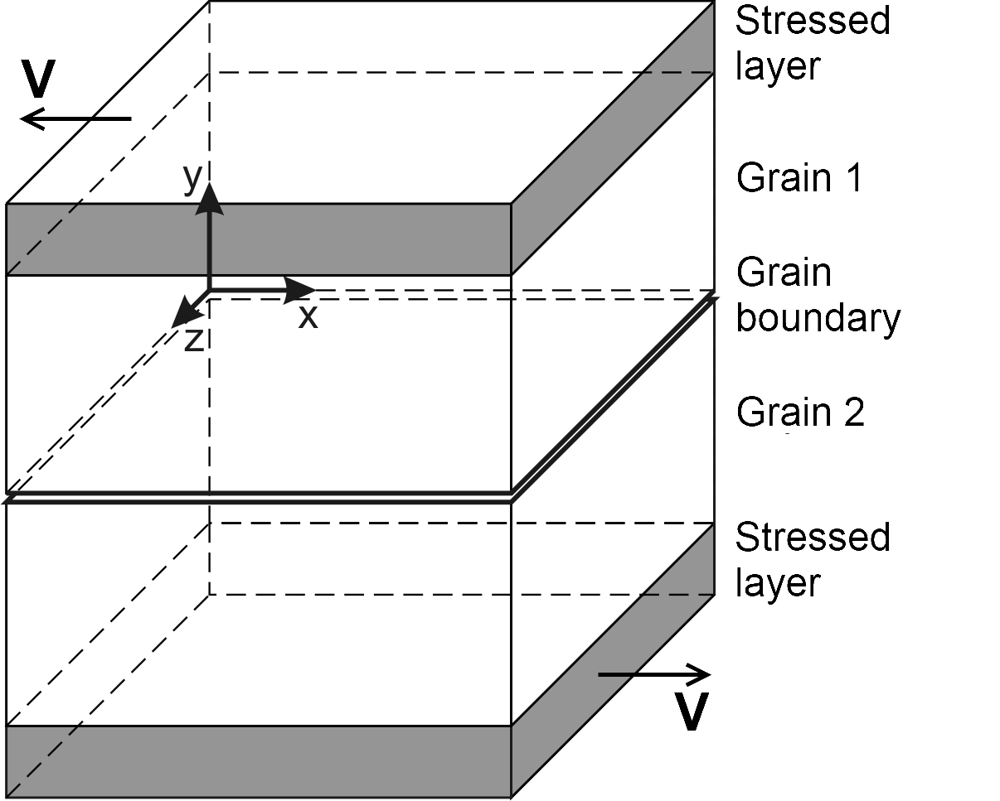 Stressed
layer
V
Grain 1
y
Grain
boundary
x
z
Grain 2
Stressed
layer
V